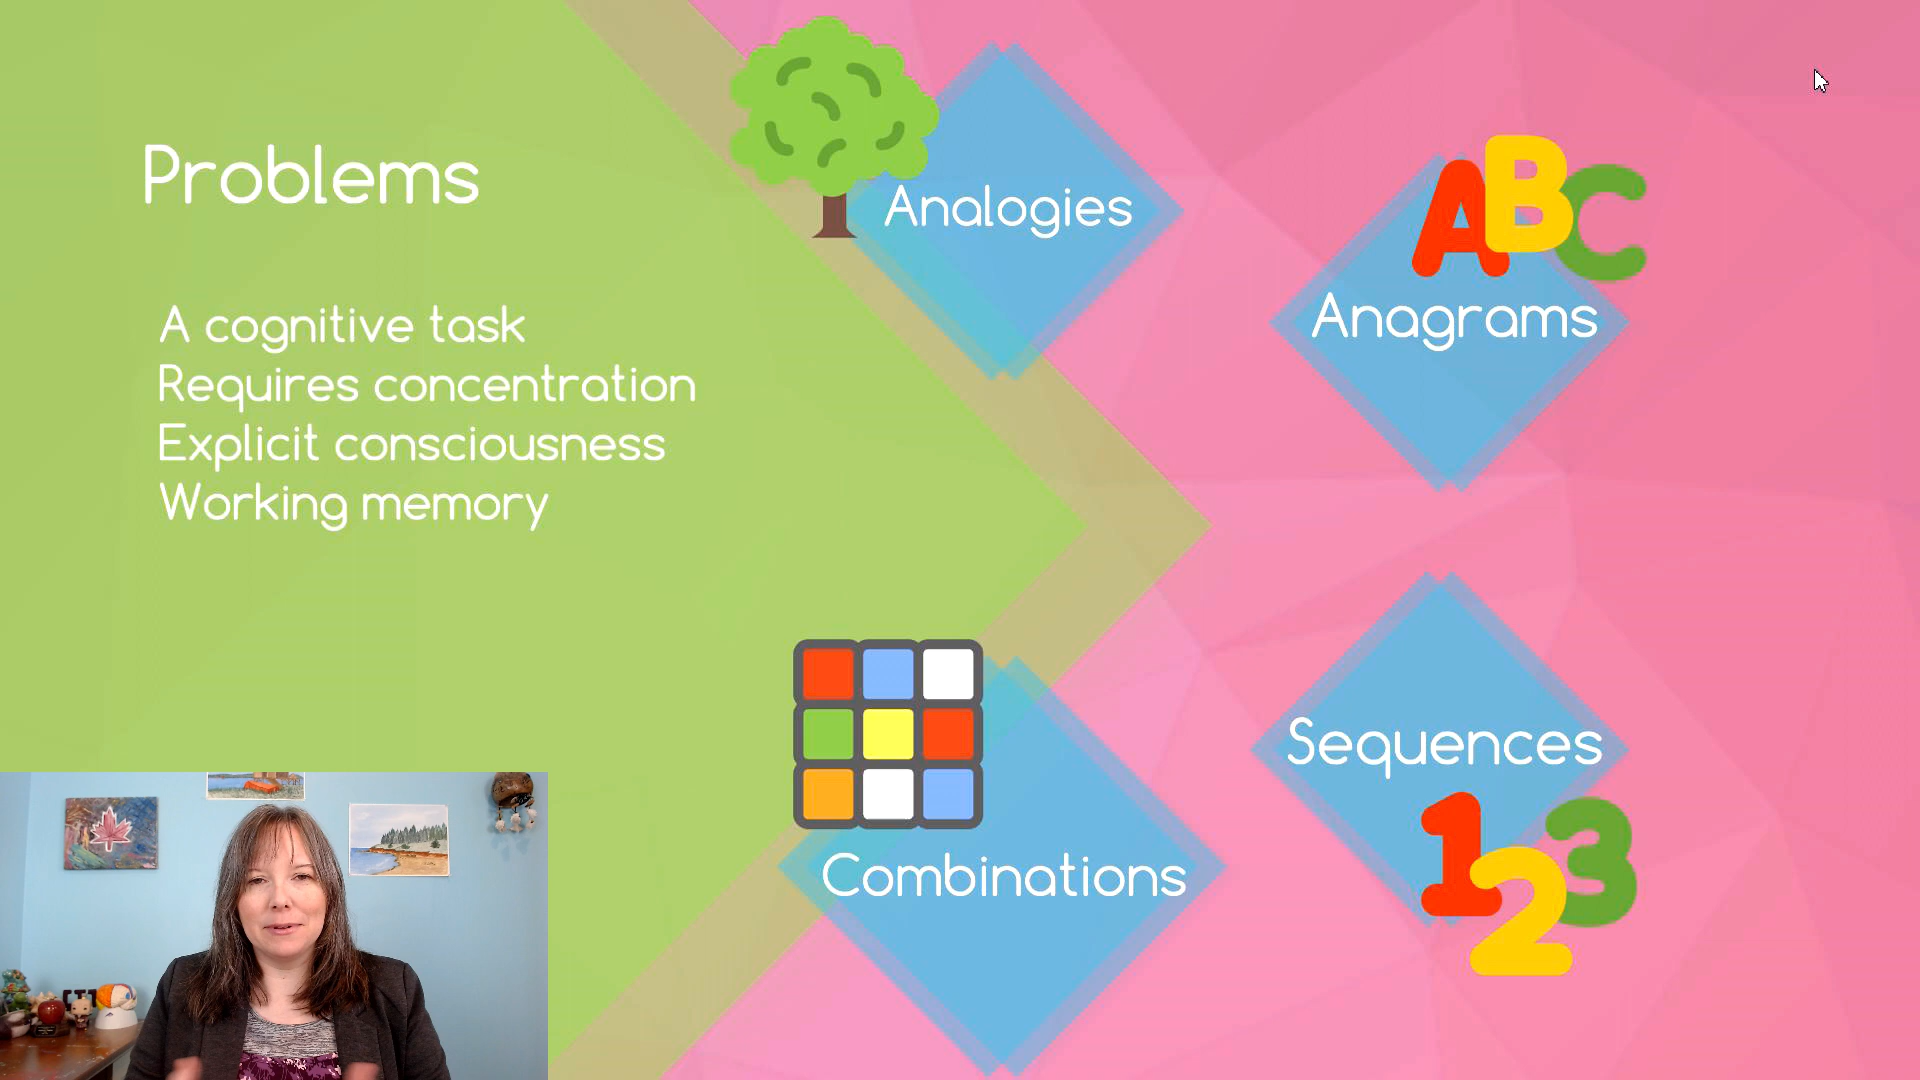 Problems
A cognitive task
Requires concentration
Explicit consciousness
Working memory
Analogies
ABC
Anagrams
Combinations
Sequences
123